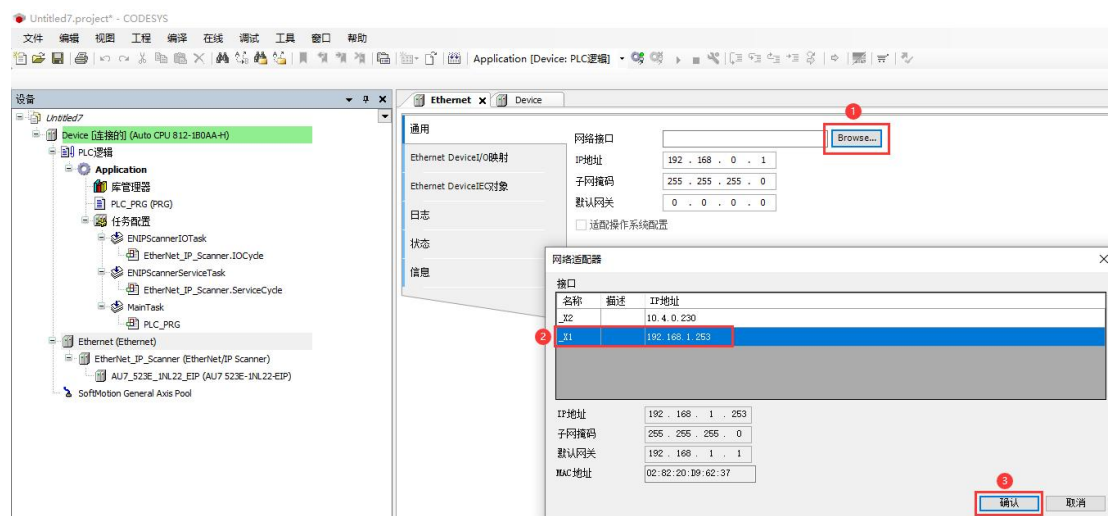 Untitled7.project* - CODESYS
文件 编辑 视图 工程 编译 在线 调试 工具 窗口 帮助
Application [Device: PLC逻辑]
设备
Untitled7
Device [连接的] (Auto CPU 812-1B0AA-H)
PLC逻辑
Application
库管理器
PLC_PRG (PRG)
任务配置
ENIPScannerIOTask
EtherNet_IP_Scanner.IOCycle
ENIPScannerServiceTask
EtherNet_IP_Scanner.ServiceCycle
MainTask
PLC_PRG
Ethernet (Ethernet)
EtherNet_IP_Scanner (EtherNet/IP Scanner)
AU7_523E_1NL22_EIP (AU7 523E-1NL22-EIP)
SoftMotion General Axis Pool
Ethernet Device
通用
Ethernet DeviceI/O映射
Ethernet DeviceIEC对象
日志
状态
信息
1
网络接口 Browse...
IP地址 192 . 168 . 0 . 1
子网掩码 255 . 255 . 255 . 0
默认网关 0 . 0 . 0 . 0
适配操作系统配置
网络适配器
接口
名称 描述 IP地址
_X2 10.4.0.230
2
_X1 192.168.1.253
IP地址 192 . 168 . 1 . 253
子网掩码 255 . 255 . 255 . 0
默认网关 192 . 168 . 1 . 1
MAC地址 02:82:20:D9:62:37
3
确认 取消